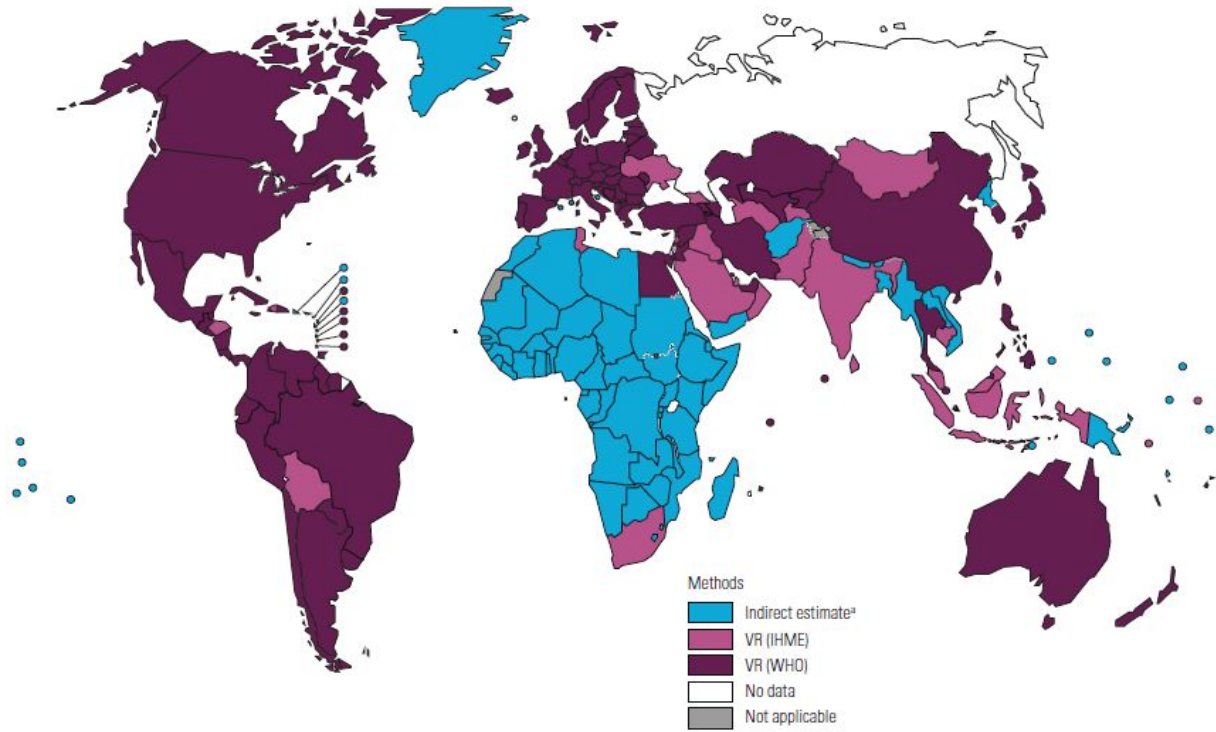 Methods
Indirect estimateᵃ
VR (IHME)
VR (WHO)
No data
Not applicable